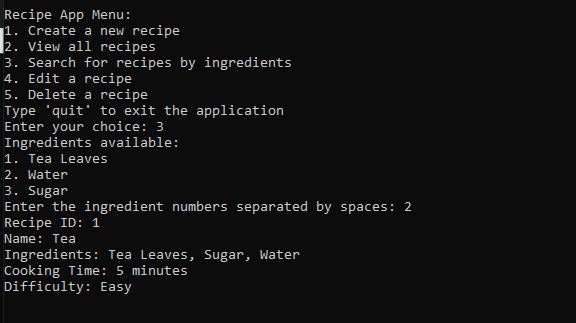 Recipe App Menu:
1. Create a new recipe
2. View all recipes
3. Search for recipes by ingredients
4. Edit a recipe
5. Delete a recipe
Type 'quit' to exit the application
Enter your choice: 3
Ingredients available:
1. Tea Leaves
2. Water
3. Sugar
Enter the ingredient numbers separated by spaces: 2
Recipe ID: 1
Name: Tea
Ingredients: Tea Leaves, Sugar, Water
Cooking Time: 5 minutes
Difficulty: Easy